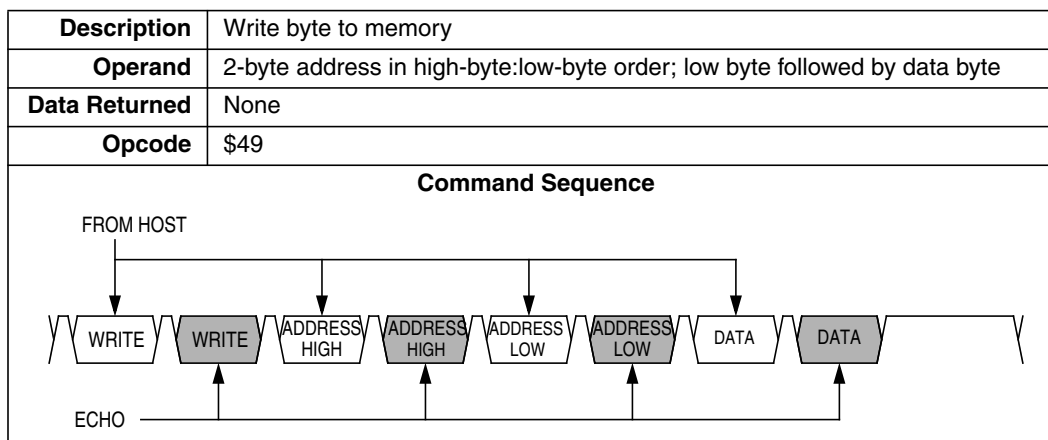 Description Write byte to memory
Operand 2-byte address in high-byte:low-byte order; low byte followed by data byte
Data Returned None
Opcode $49
Command Sequence
FROM HOST
WRITE WRITE ADDRESS HIGH ADDRESS HIGH ADDRESS LOW ADDRESS LOW DATA DATA
ECHO